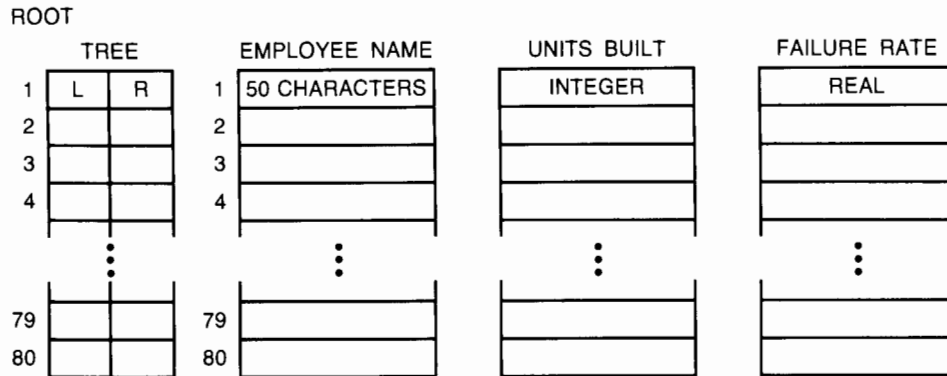 ROOT
TREE EMPLOYEE NAME UNITS BUILT FAILURE RATE
1 L R 1 50 CHARACTERS INTEGER REAL
2 2
3 3
4 4
79 79
80 80